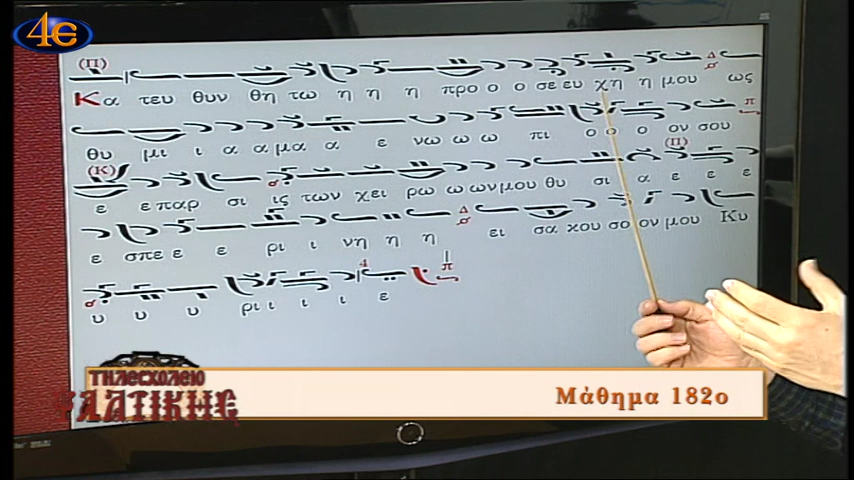 4ε
(Π)
Κα τευ θυν θη τω η η η προ ο ο σε ευ χη η μου ως
Δ
π
θυ μι ι α α μα α ε νω ω ω πι ο ο ο ον σου
(Κ) (Π)
ε ε παρ σι ις των χει ρω ω ων μου θυ σι α ε ε ε
ε σπε ε ε ρι ι νη η η Δ ει σα κου σο ον μου Κυ
4 π
υ υ υ ρι ι ι ι ε
ΤΗΛΕΣΧΟΛΕΙΟ
ΨΑΛΤΙΚΗΣ
Μάθημα 182ο